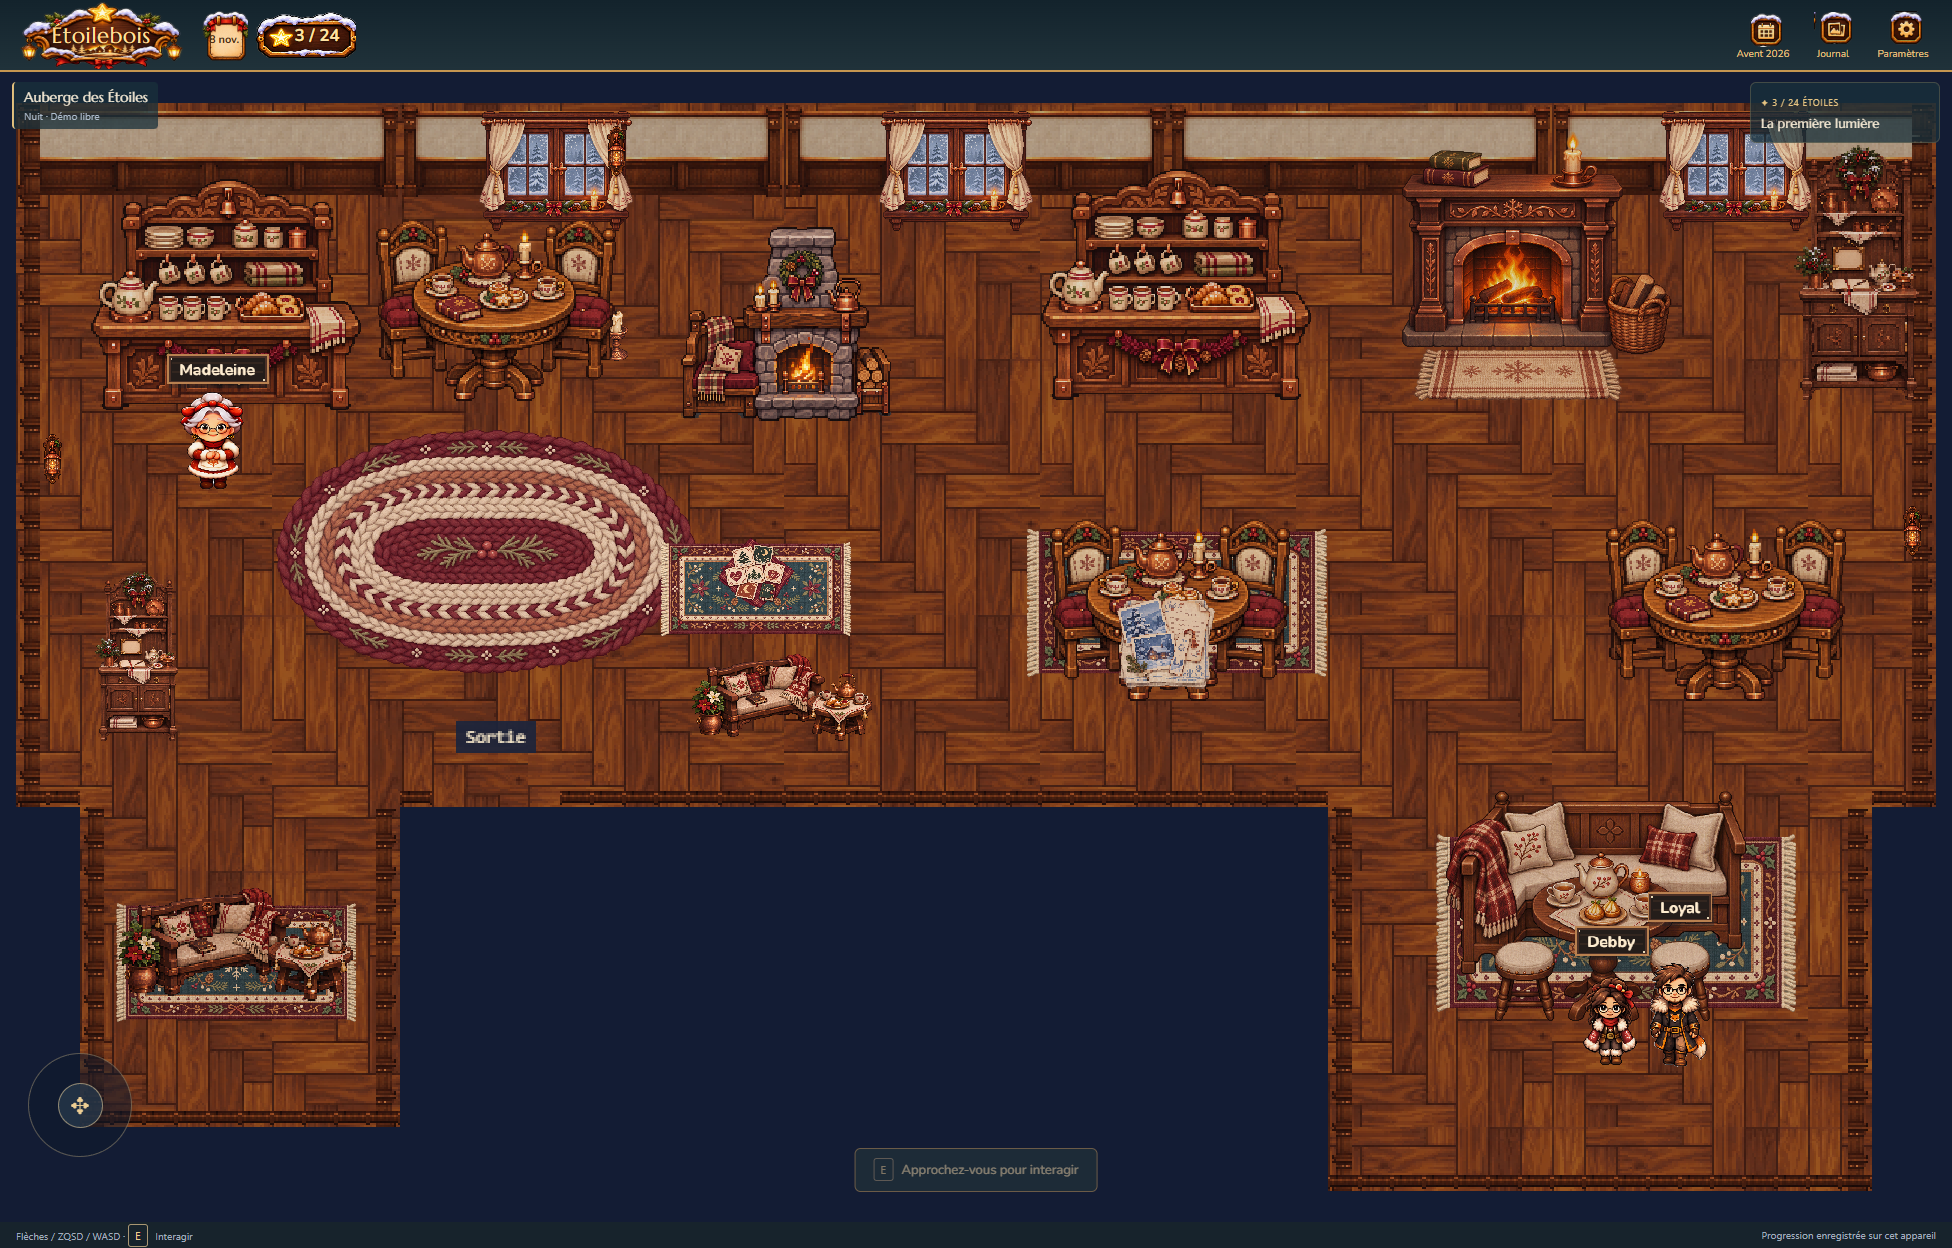 Etoilebois
8 nov.
3 / 24
Avent 2026
Journal
Paramètres
Auberge des Étoiles
Nuit · Démo libre
✦ 3 / 24 ÉTOILES
La première lumière
Madeleine
Sortie
Loyal
Debby
E Approchez-vous pour interagir
Flèches / ZQSD / WASD · E Interagir
Progression enregistrée sur cet appareil